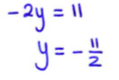 -2y = 11
y = -11/2